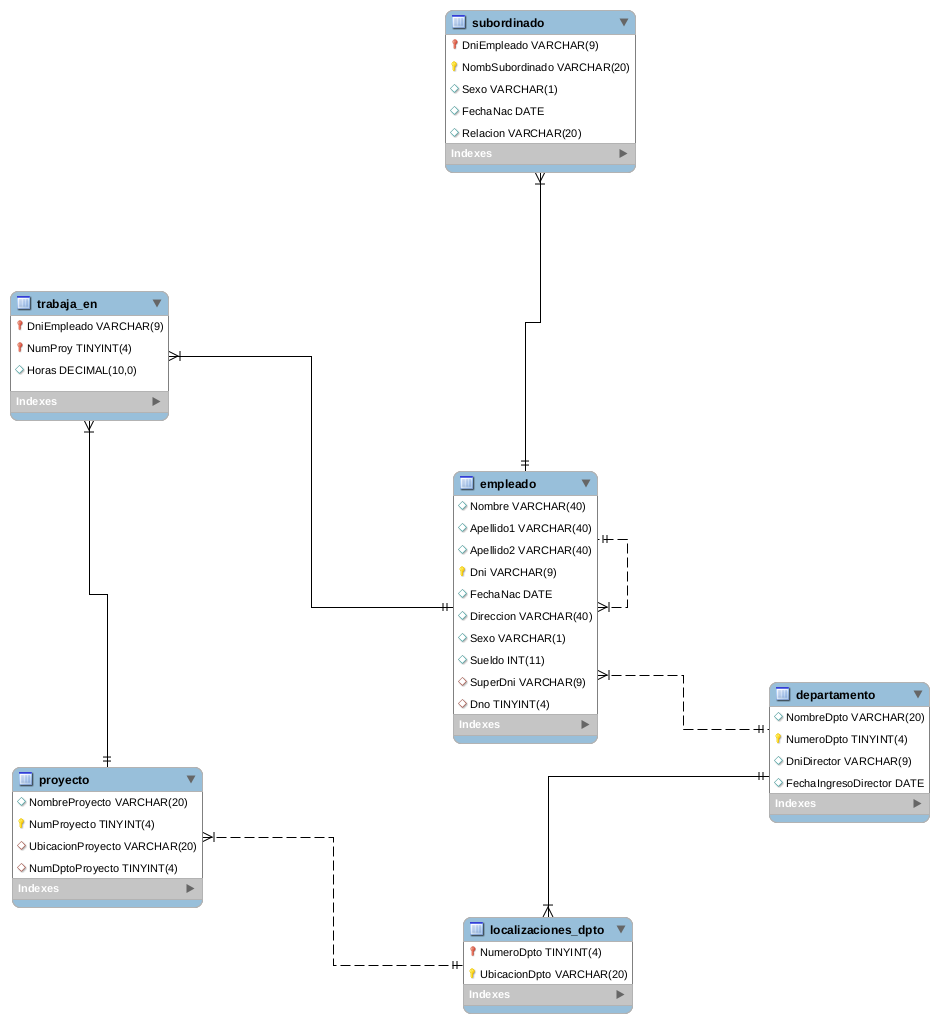 subordinado
DniEmpleado VARCHAR(9)
NombSubordinado VARCHAR(20)
Sexo VARCHAR(1)
FechaNac DATE
Relacion VARCHAR(20)
Indexes
trabaja_en
DniEmpleado VARCHAR(9)
NumProy TINYINT(4)
Horas DECIMAL(10,0)
Indexes
empleado
Nombre VARCHAR(40)
Apellido1 VARCHAR(40)
Apellido2 VARCHAR(40)
Dni VARCHAR(9)
FechaNac DATE
Direccion VARCHAR(40)
Sexo VARCHAR(1)
Sueldo INT(11)
SuperDni VARCHAR(9)
Dno TINYINT(4)
Indexes
departamento
NombreDpto VARCHAR(20)
NumeroDpto TINYINT(4)
DniDirector VARCHAR(9)
FechaIngresoDirector DATE
Indexes
proyecto
NombreProyecto VARCHAR(20)
NumProyecto TINYINT(4)
UbicacionProyecto VARCHAR(20)
NumDptoProyecto TINYINT(4)
Indexes
localizaciones_dpto
NumeroDpto TINYINT(4)
UbicacionDpto VARCHAR(20)
Indexes